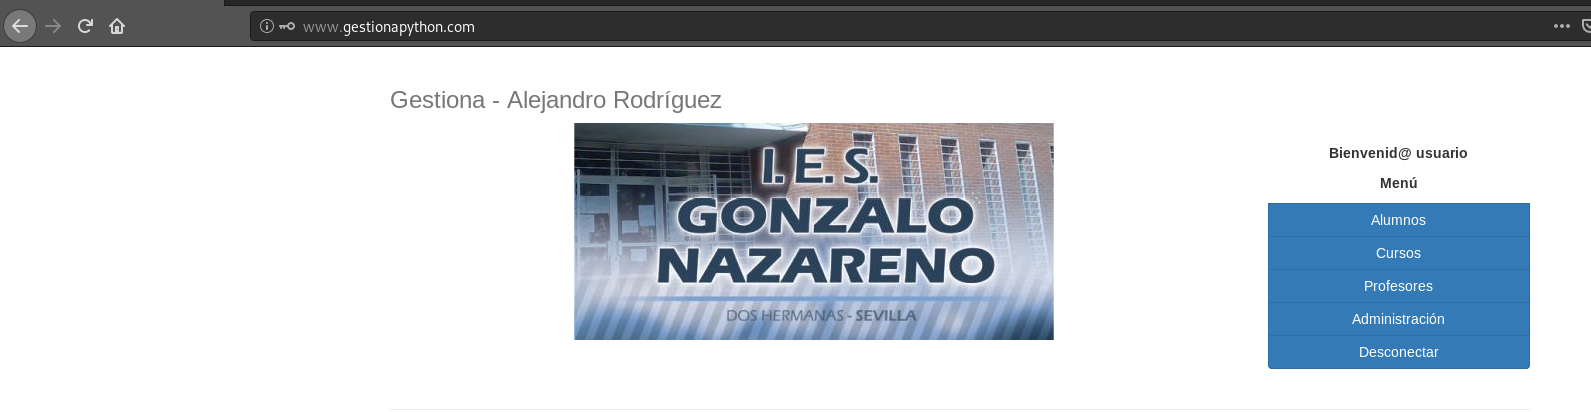 www.gestionapython.com
Gestiona - Alejandro Rodríguez
I.E.S.
GONZALO
NAZARENO
DOS HERMANAS - SEVILLA
Bienvenid@ usuario
Menú
Alumnos
Cursos
Profesores
Administración
Desconectar